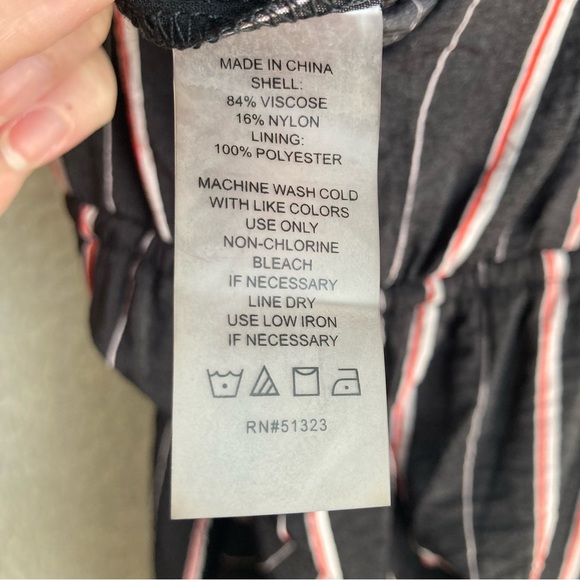 MADE IN CHINA
SHELL:
84% VISCOSE
16% NYLON
LINING:
100% POLYESTER
MACHINE WASH COLD
WITH LIKE COLORS
USE ONLY
NON-CHLORINE
BLEACH
IF NECESSARY
LINE DRY
USE LOW IRON
IF NECESSARY
RN#51323